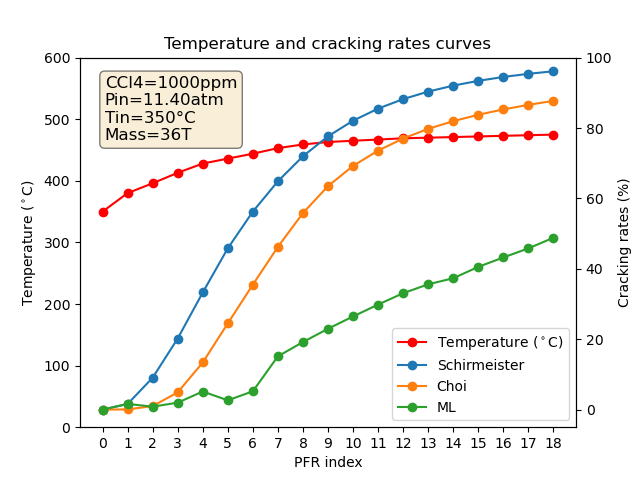 Temperature and cracking rates curves
CCl4=1000ppm
Pin=11.40atm
Tin=350°C
Mass=36T
600
500
400
300
200
100
0
Temperature (°C)
100
80
60
40
20
0
Cracking rates (%)
Temperature (°C)
Schirmeister
Choi
ML
0 1 2 3 4 5 6 7 8 9 10 11 12 13 14 15 16 17 18
PFR index